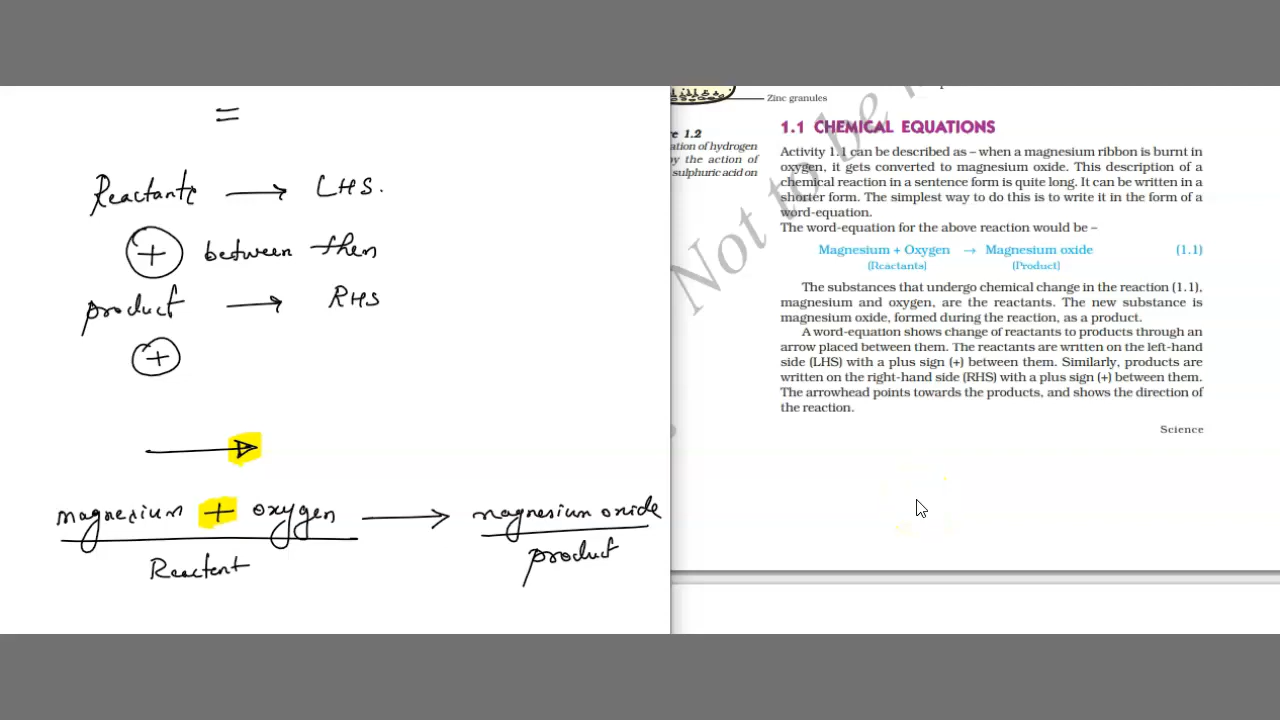 =
Reactants → LHS.
+ between them
product → RHS
+
→
magnesium + oxygen → magnesium oxide
Reactant product
Zinc granules
e 1.2
ation of hydrogen
y the action of
sulphuric acid on
Not to be
1.1 CHEMICAL EQUATIONS
Activity 1.1 can be described as – when a magnesium ribbon is burnt in
oxygen, it gets converted to magnesium oxide. This description of a
chemical reaction in a sentence form is quite long. It can be written in a
shorter form. The simplest way to do this is to write it in the form of a
word-equation.
The word-equation for the above reaction would be –
Magnesium + Oxygen → Magnesium oxide (1.1)
(Reactants) (Product)
The substances that undergo chemical change in the reaction (1.1),
magnesium and oxygen, are the reactants. The new substance is
magnesium oxide, formed during the reaction, as a product.
A word-equation shows change of reactants to products through an
arrow placed between them. The reactants are written on the left-hand
side (LHS) with a plus sign (+) between them. Similarly, products are
written on the right-hand side (RHS) with a plus sign (+) between them.
The arrowhead points towards the products, and shows the direction of
the reaction.
Science